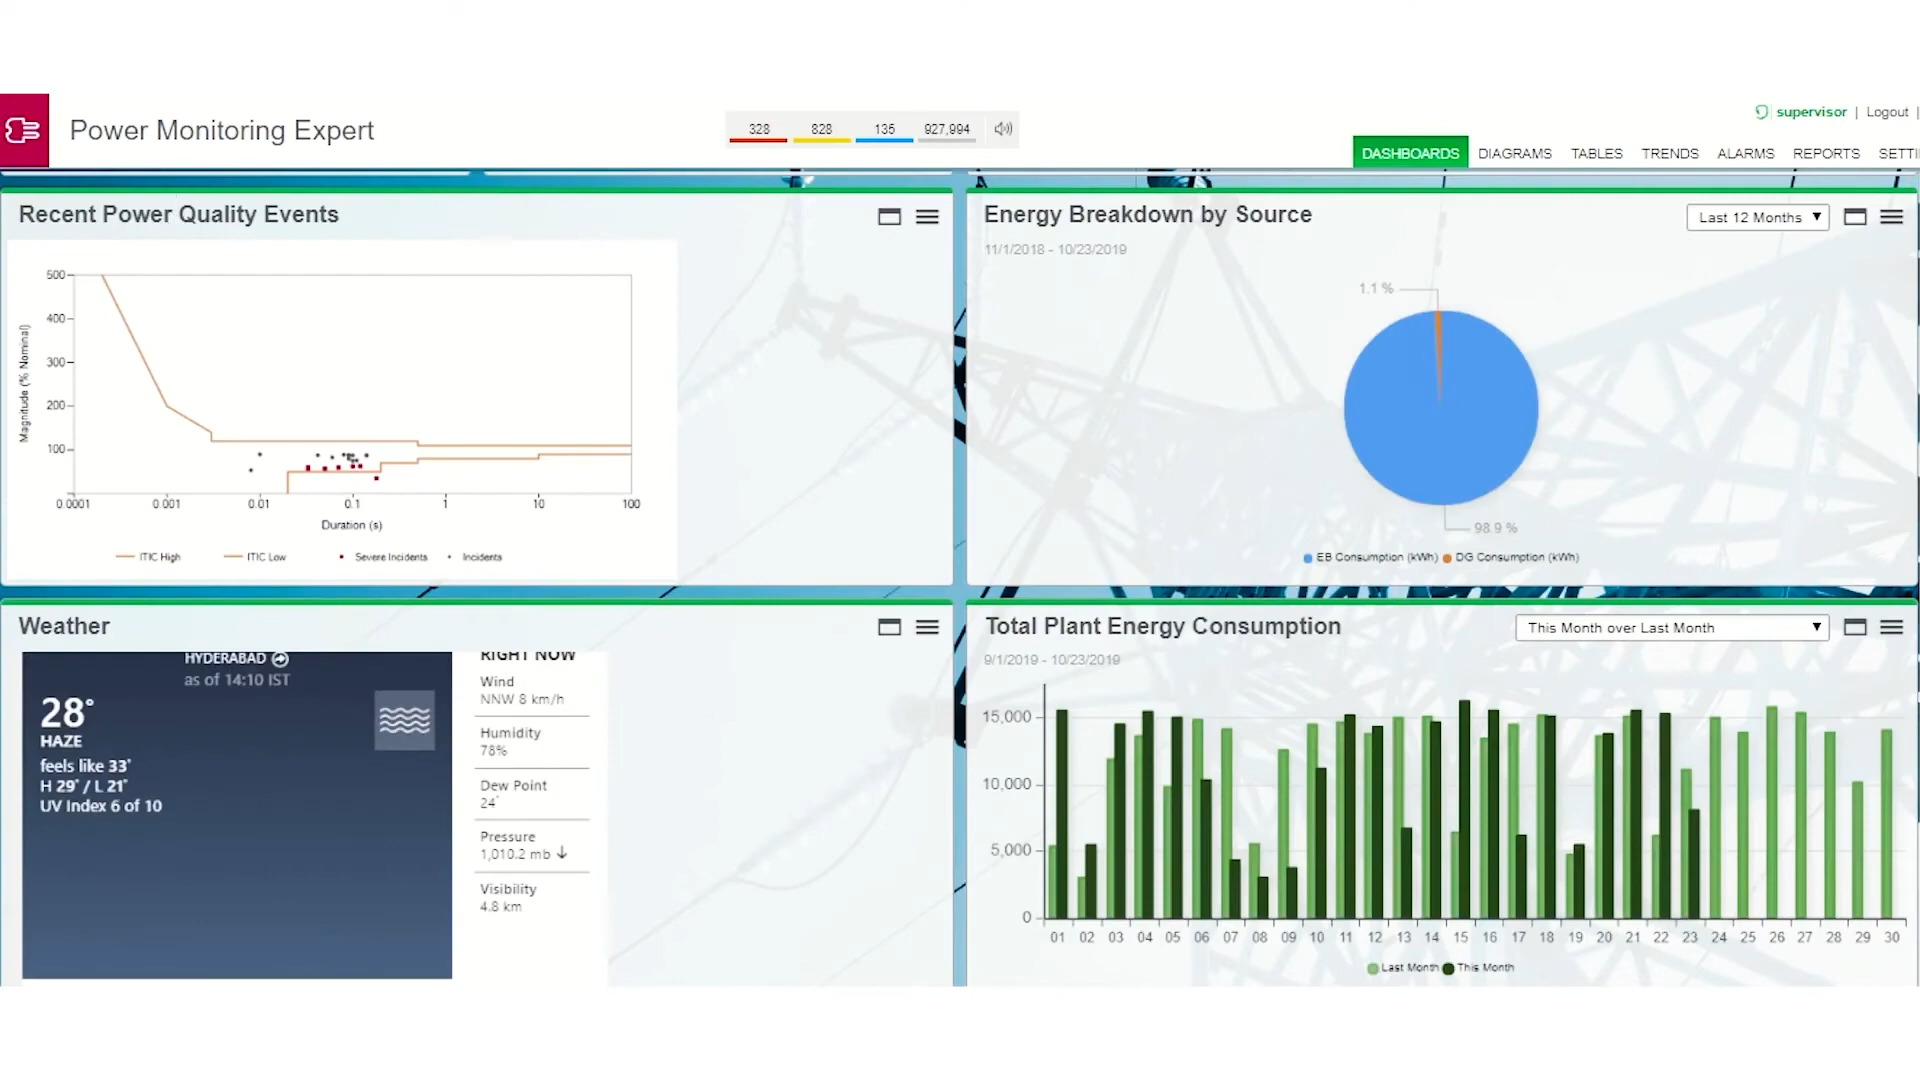 Power Monitoring Expert
328 828 135 927,994
supervisor | Logout |
DASHBOARDS DIAGRAMS TABLES TRENDS ALARMS REPORTS SETTI
Recent Power Quality Events
500
400
300
200
100
Magnitude (% Nominal)
0.0001 0.001 0.01 0.1 1 10 100
Duration (s)
ITIC High ITIC Low Severe Incidents Incidents
Energy Breakdown by Source
Last 12 Months
11/1/2018 - 10/23/2019
1.1 %
98.9 %
EB Consumption (kWh) DG Consumption (kWh)
Weather
HYDERABAD
as of 14:10 IST
28°
HAZE
feels like 33°
H 29° / L 21°
UV Index 6 of 10
RIGHT NOW
Wind
NNW 8 km/h
Humidity
78%
Dew Point
24°
Pressure
1,010.2 mb ↓
Visibility
4.8 km
Total Plant Energy Consumption
This Month over Last Month
9/1/2019 - 10/23/2019
15,000
10,000
5,000
0
01 02 03 04 05 06 07 08 09 10 11 12 13 14 15 16 17 18 19 20 21 22 23 24 25 26 27 28 29 30
Last Month This Month